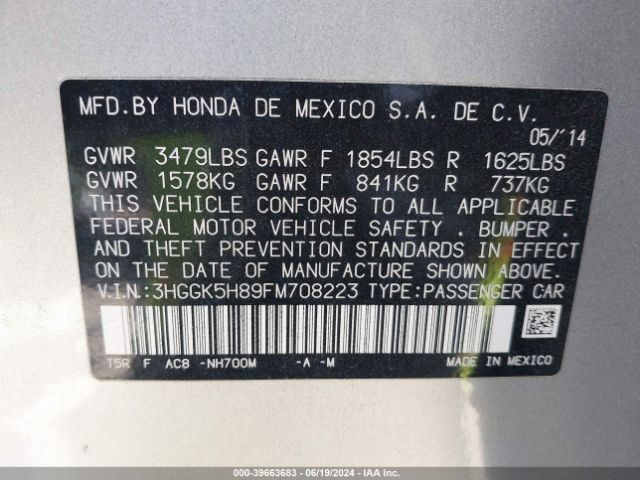 MFD.BY HONDA DE MEXICO S.A. DE C.V.
05/'14
GVWR 3479LBS GAWR F 1854LBS R 1625LBS
GVWR 1578KG GAWR F 841KG R 737KG
THIS VEHICLE CONFORMS TO ALL APPLICABLE
FEDERAL MOTOR VEHICLE SAFETY . BUMPER .
AND THEFT PREVENTION STANDARDS IN EFFECT
ON THE DATE OF MANUFACTURE SHOWN ABOVE.
V.I.N.:3HGGK5H89FM708223 TYPE:PASSENGER CAR
T5R F AC8 -NH700M -A -M MADE IN MEXICO
000-39663683 - 06/19/2024 - IAA Inc.